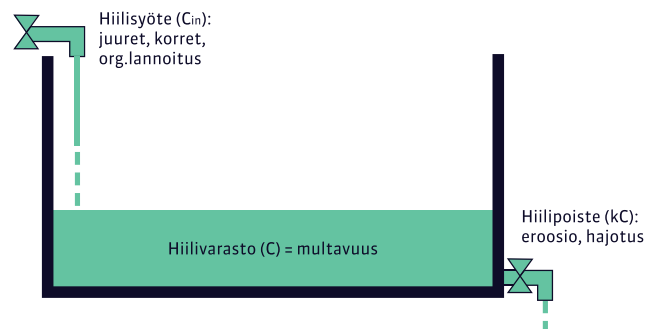 Hiilisyöte (Cin):
juuret, korret,
org.lannoitus
Hiilivarasto (C) = multavuus
Hiilipoiste (kC):
eroosio, hajotus